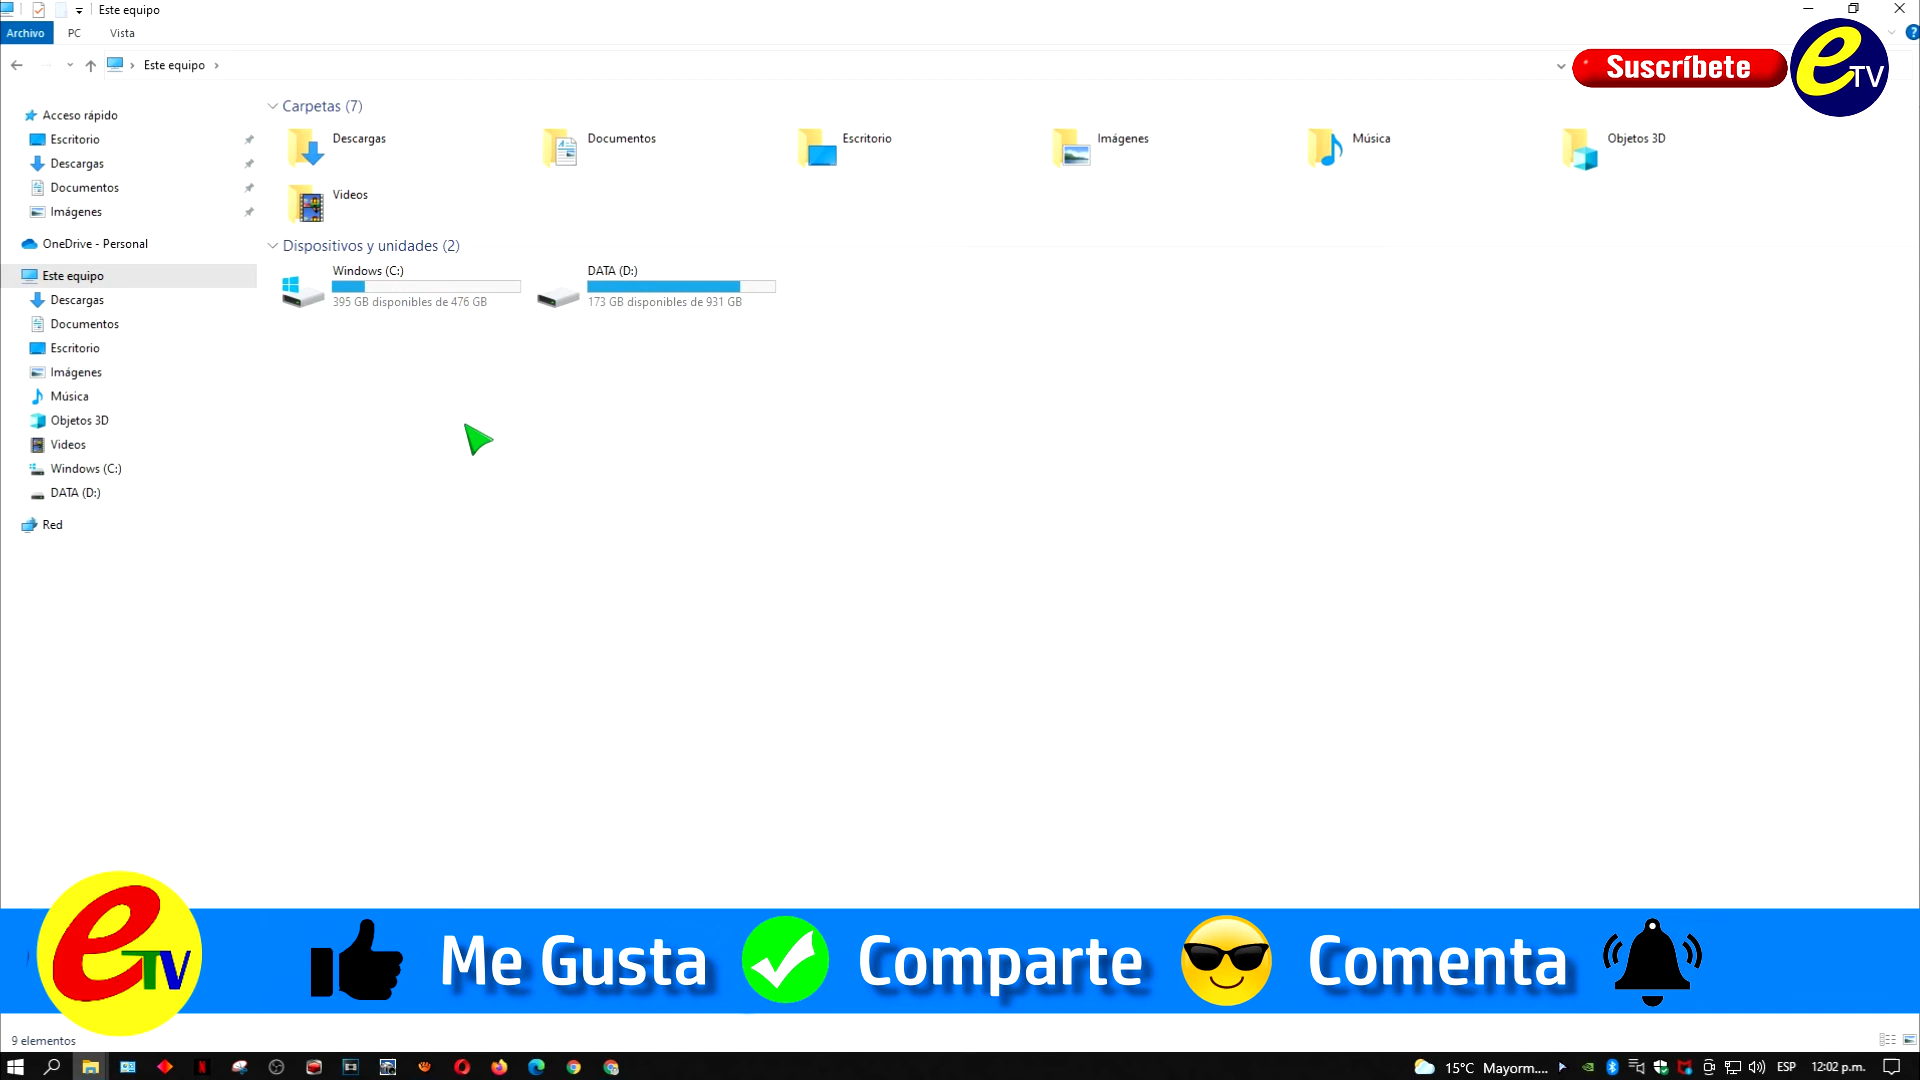 Este equipo
Archivo PC Vista
Este equipo
Suscríbete
eTV
Acceso rápido
Escritorio
Descargas
Documentos
Imágenes
OneDrive - Personal
Este equipo
Descargas
Documentos
Escritorio
Imágenes
Música
Objetos 3D
Videos
Windows (C:)
DATA (D:)
Red
Carpetas (7)
Descargas Documentos Escritorio Imágenes Música Objetos 3D
Videos
Dispositivos y unidades (2)
Windows (C:) DATA (D:)
395 GB disponibles de 476 GB 173 GB disponibles de 931 GB
eTV Me Gusta Comparte Comenta
9 elementos
15°C Mayorm.... ESP 12:02 p.m.